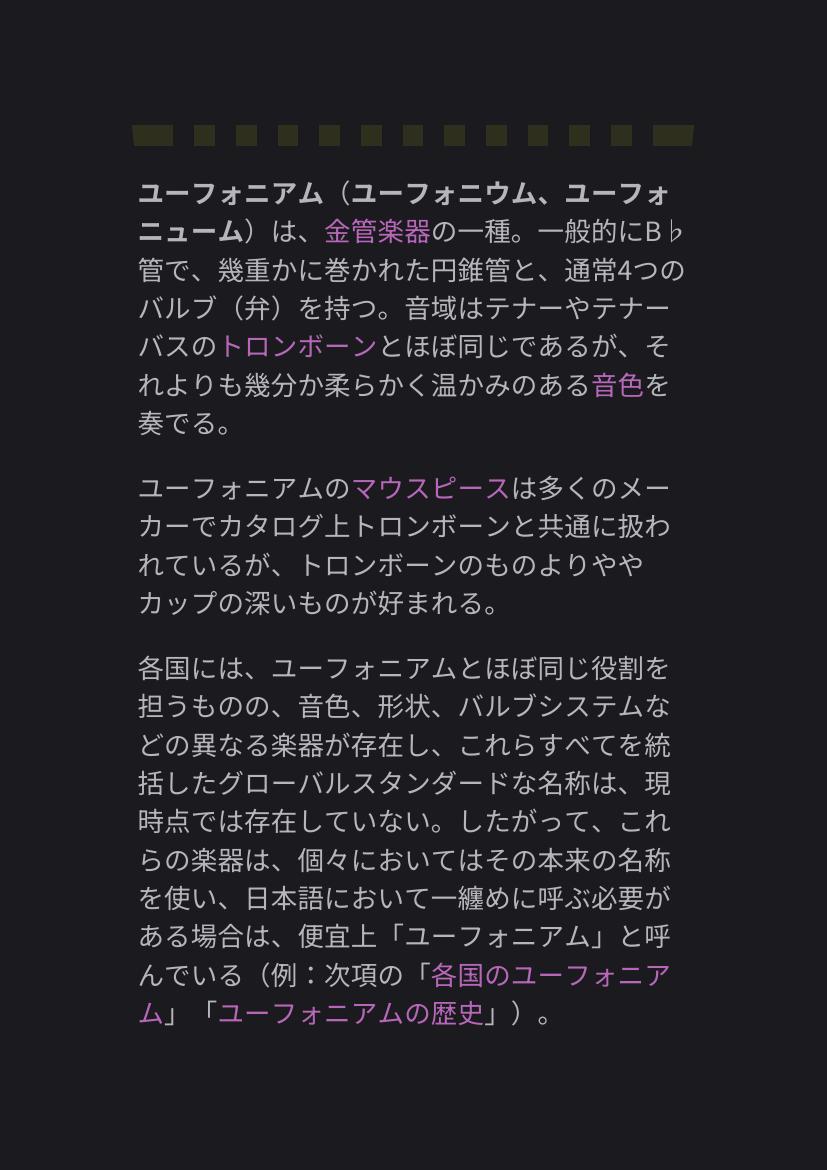 ユーフォニアム（ユーフォニウム、ユーフォ
ニューム）は、金管楽器の一種。一般的にB♭
管で、幾重かに巻かれた円錐管と、通常4つの
バルブ（弁）を持つ。音域はテナーやテナー
バスのトロンボーンとほぼ同じであるが、そ
れよりも幾分か柔らかく温かみのある音色を
奏でる。
ユーフォニアムのマウスピースは多くのメー
カーでカタログ上トロンボーンと共通に扱わ
れているが、トロンボーンのものよりやや
カップの深いものが好まれる。
各国には、ユーフォニアムとほぼ同じ役割を
担うものの、音色、形状、バルブシステムな
どの異なる楽器が存在し、これらすべてを統
括したグローバルスタンダードな名称は、現
時点では存在していない。したがって、これ
らの楽器は、個々においてはその本来の名称
を使い、日本語において一纏めに呼ぶ必要が
ある場合は、便宜上「ユーフォニアム」と呼
んでいる（例：次項の「各国のユーフォニア
ム」「ユーフォニアムの歴史」）。